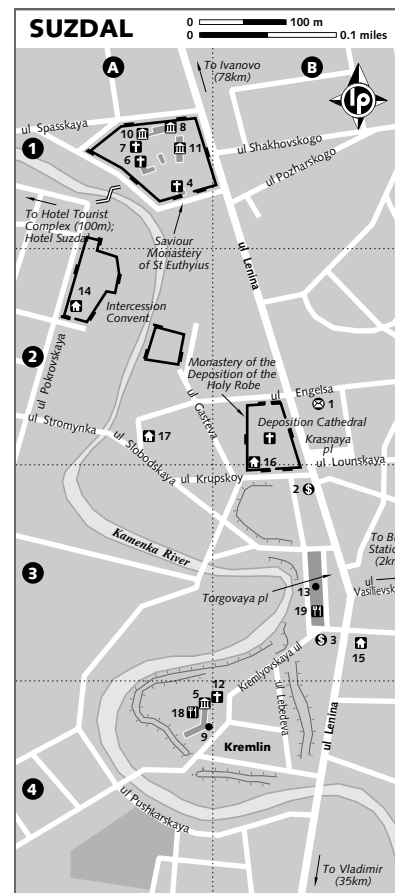 SUZDAL
0 100 m
0 0.1 miles
A
B
To Ivanovo
(78km)
lp
ul Spasskaya
10
8
7
11
6
4
1
ul Shakhovskogo
ul Pozharskogo
To Hotel Tourist
Complex (100m);
Hotel Suzdal
Saviour
Monastery
of St Euthyius
ul Lenina
14
Intercession
Convent
2
ul Pokrovskaya
Monastery of the
Deposition of the
Holy Robe
ul Engelsa
1
ul Gasteva
Deposition Cathedral
Krasnaya
pl
ul Stromynka
17
ul Slobodskaya
16
ul Lounskaya
ul Krupskoy
2 $
Kamenka River
To B
Statio
(2km
3
13
ul
Vasilievsk
Torgovaya pl
19
$ 3
15
Kremlyovskaya ul
12
5
18
ul Lebedeva
9
Kremlin
ul Lenina
4
ul Pushkarskaya
To Vladimir
(35km)